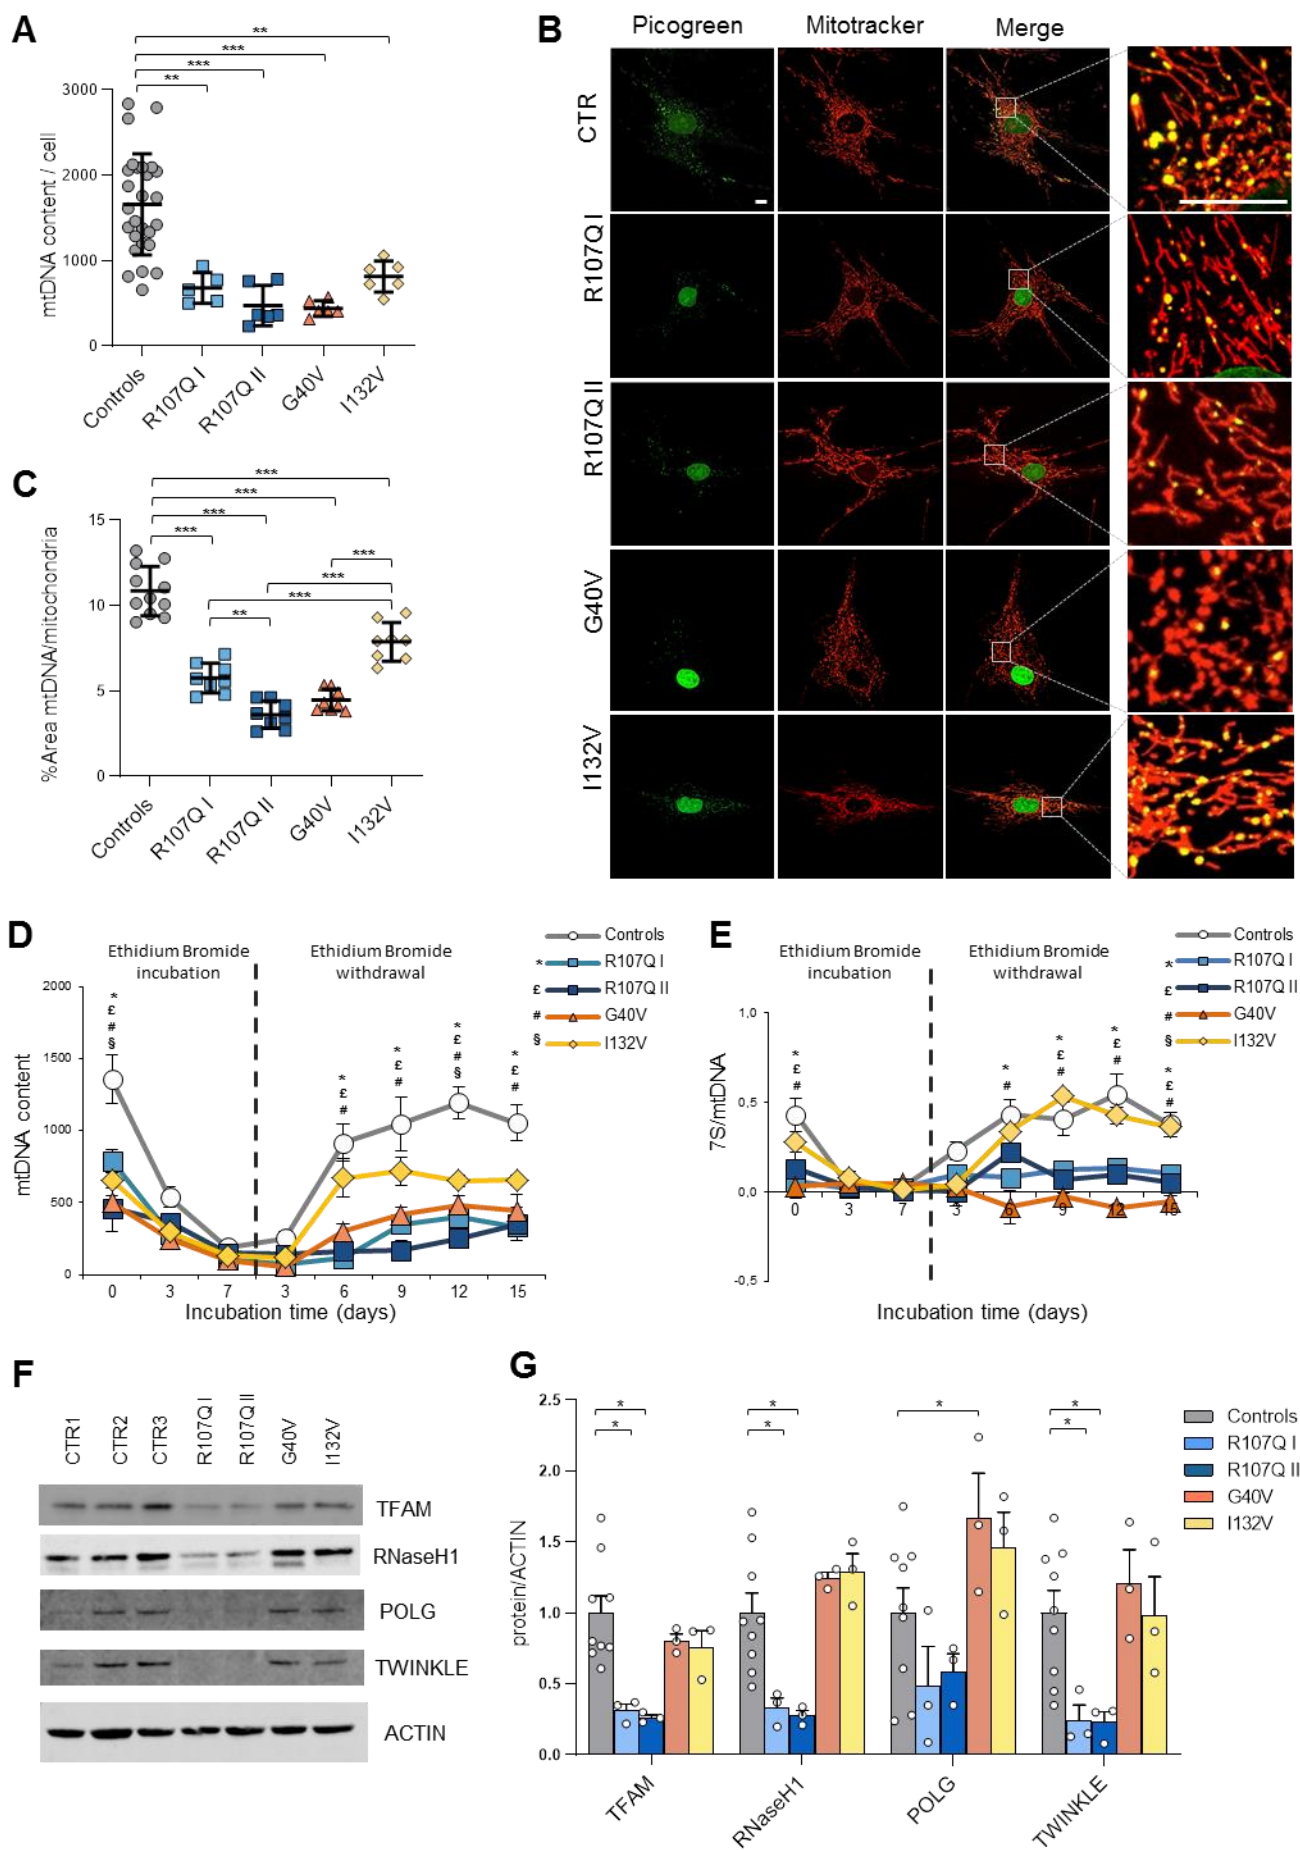 A
**
***
***
**
mtDNA content / cell
3000
2000
1000
0
Controls
R107Q I
R107Q II
G40V
I132V
B
Picogreen
Mitotracker
Merge
CTR
R107Q I
R107Q II
G40V
I132V
C
***
***
***
***
***
***
***
**
%Area mtDNA/mitochondria
15
10
5
0
Controls
R107Q I
R107Q II
G40V
I132V
D
Ethidium Bromide
incubation
Ethidium Bromide
withdrawal
Controls
* R107Q I
£ R107Q II
# G40V
§ I132V
mtDNA content
2000
1500
1000
500
0
*
£
#
§
*
£
#
*
£
#
*
£
#
§
*
£
#
0 3 7 3 6 9 12 15
Incubation time (days)
E
Ethidium Bromide
incubation
Ethidium Bromide
withdrawal
Controls
* R107Q I
£ R107Q II
# G40V
§ I132V
7S/mtDNA
1,0
0,5
0,0
-0,5
*
£
#
*
#
*
£
#
*
£
#
*
£
#
0 3 7 3 6 9 12 15
Incubation time (days)
F
CTR1
CTR2
CTR3
R107Q I
R107Q II
G40V
I132V
TFAM
RNaseH1
POLG
TWINKLE
ACTIN
G
protein/ACTIN
2.5
2.0
1.5
1.0
0.5
0.0
*
*
*
*
*
*
*
TFAM
RNaseH1
POLG
TWINKLE
Controls
R107Q I
R107Q II
G40V
I132V